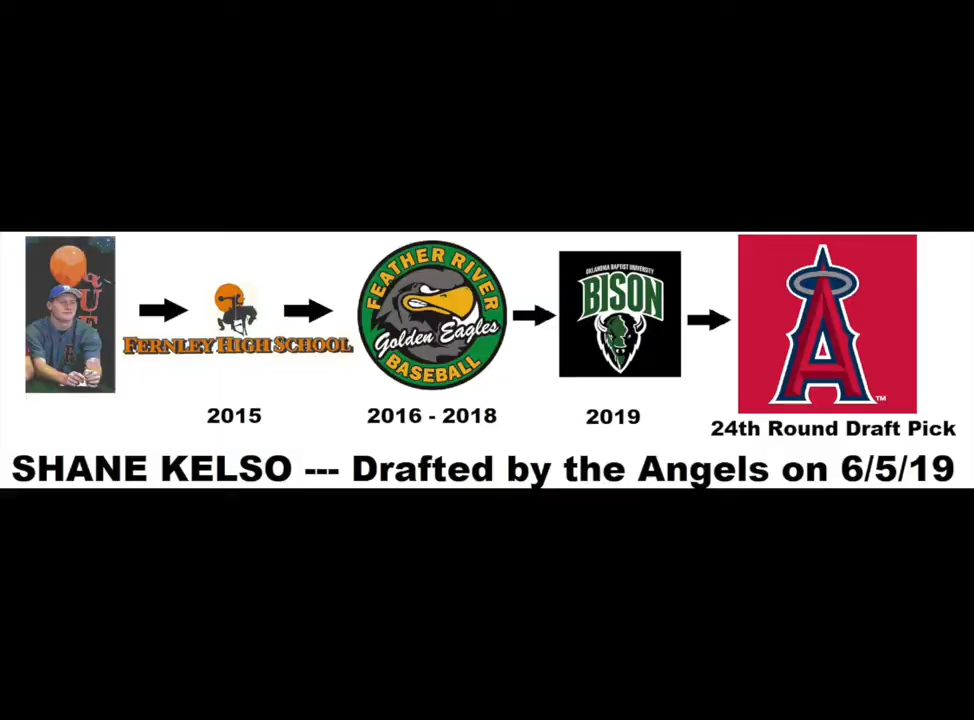 FERNLEY HIGH SCHOOL
2015
FEATHER RIVER
Golden Eagles
BASEBALL
2016 - 2018
OKLAHOMA BAPTIST UNIVERSITY
BISON
2019
A
TM
24th Round Draft Pick
SHANE KELSO --- Drafted by the Angels on 6/5/19